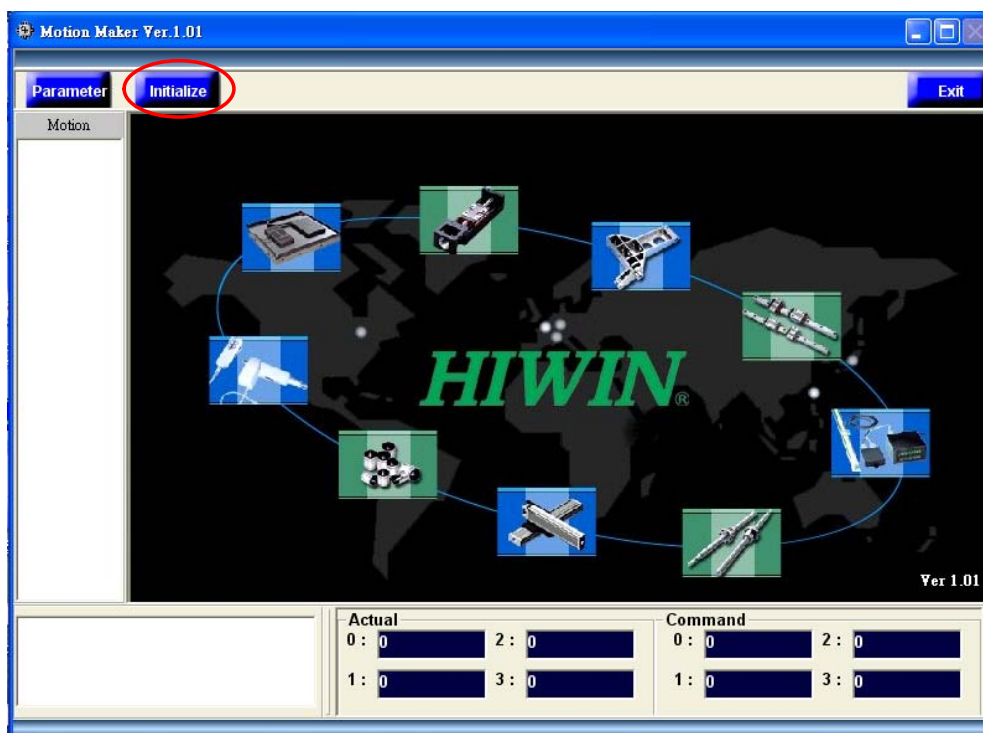 Motion Maker Ver.1.01
Parameter Initialize Exit
Motion
HIWIN®
Ver 1.01
Actual Command
0 : 0 2 : 0 0 : 0 2 : 0
1 : 0 3 : 0 1 : 0 3 : 0